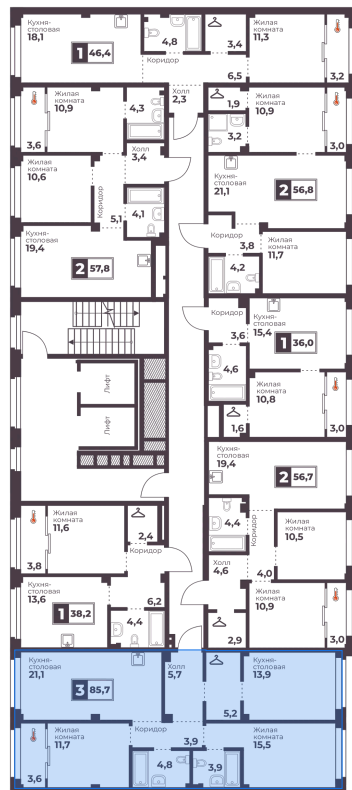 Кухня-
столовая
18,1
1 46,4
4,8
3,4
Жилая
комната
11,3
Коридор
6,5
3,2
Холл
2,3
Жилая
комната
10,9
4,3
3,6
1,9
Жилая
комната
10,9
3,2
3,0
Жилая
комната
10,6
Холл
3,4
Коридор
5,1
4,1
Кухня-
столовая
21,1
2 56,8
Кухня-
столовая
19,4
2 57,8
Коридор
3,8
4,2
Жилая
комната
11,7
Коридор
3,6
Кухня-
столовая
15,4
1 36,0
4,6
Жилая
комната
10,8
1,6
3,0
Лифт
Лифт
Кухня-
столовая
19,4
2 56,7
4,4
Коридор
4,0
Жилая
комната
10,5
Холл
4,6
2,9
Жилая
комната
10,9
3,0
Жилая
комната
11,6
3,8
2,4
Коридор
6,2
Кухня-
столовая
13,6
1 38,2
4,4
Кухня-
столовая
21,1
3 85,7
Холл
5,7
5,2
Жилая
комната
13,9
Жилая
комната
11,7
3,6
Коридор
3,9
4,8
3,9
Жилая
комната
15,5